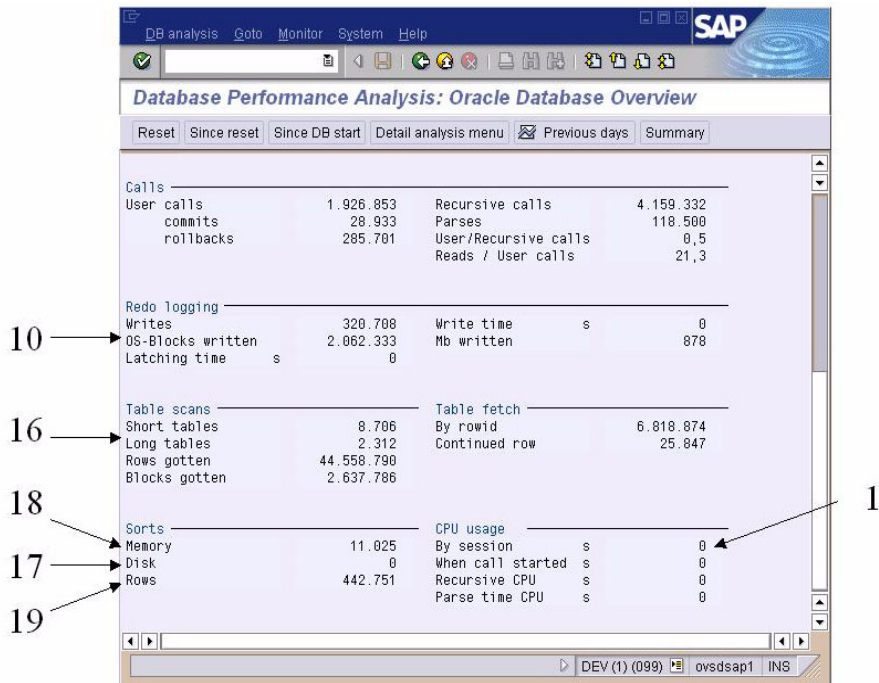 DB analysis Goto Monitor System Help
SAP
Database Performance Analysis: Oracle Database Overview
Reset Since reset Since DB start Detail analysis menu Previous days Summary
Calls
User calls 1.926.853 Recursive calls 4.159.332
commits 28.933 Parses 118.500
rollbacks 285.701 User/Recursive calls 0,5
Reads / User calls 21,3
Redo logging
Writes 320.708 Write time s 0
10 OS-Blocks written 2.062.333 Mb written 878
Latching time s 0
Table scans Table fetch
Short tables 8.706 By rowid 6.818.874
16 Long tables 2.312 Continued row 25.847
Rows gotten 44.558.790
Blocks gotten 2.637.786
18 Sorts CPU usage 1
Memory 11.025 By session s 0
17 Disk 0 When call started s 0
Rows 442.751 Recursive CPU s 0
19 Parse time CPU s 0
DEV (1) (099) ovsdsap1 INS